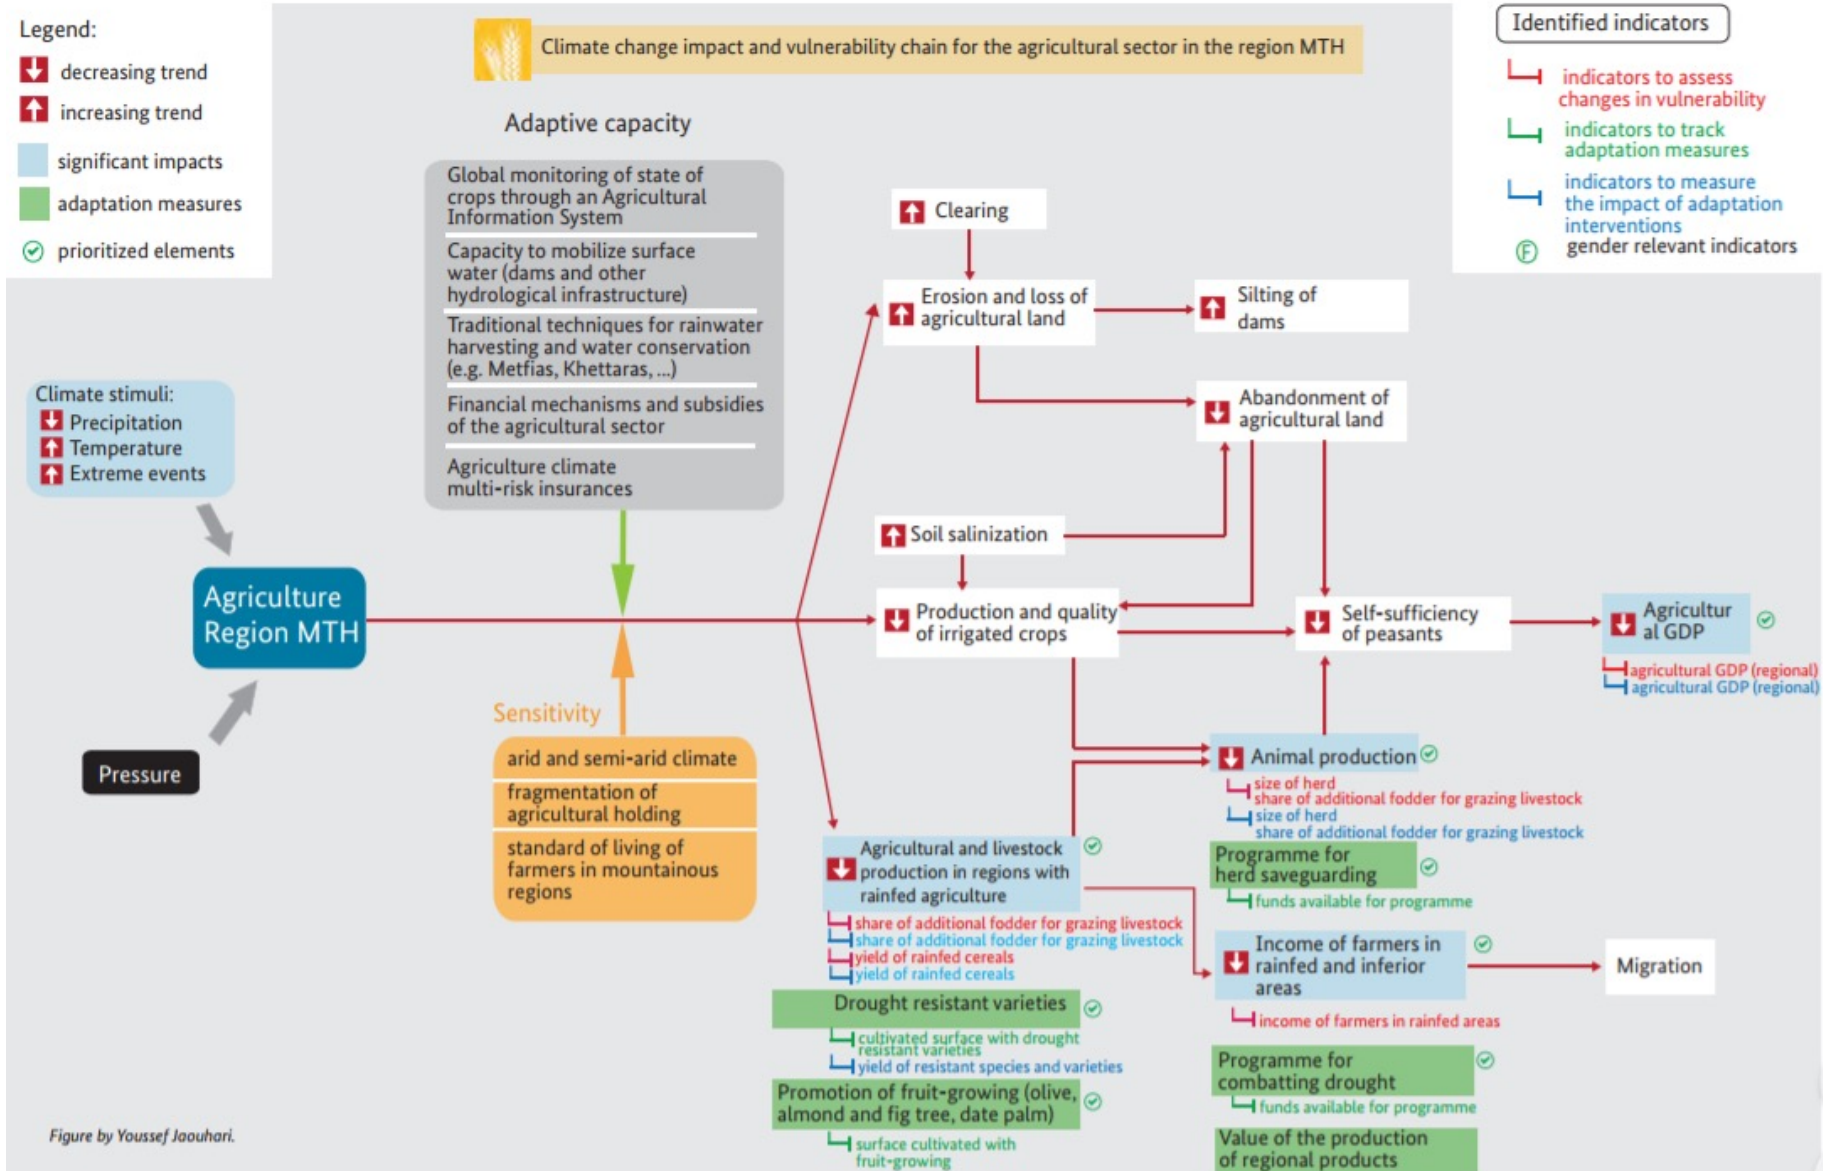 Legend:
decreasing trend
increasing trend
significant impacts
adaptation measures
prioritized elements
Climate change impact and vulnerability chain for the agricultural sector in the region MTH
Identified indicators
indicators to assess
changes in vulnerability
indicators to track
adaptation measures
indicators to measure
the impact of adaptation
interventions
F
gender relevant indicators
Adaptive capacity
Global monitoring of state of
crops through an Agricultural
Information System
Capacity to mobilize surface
water (dams and other
hydrological infrastructure)
Traditional techniques for rainwater
harvesting and water conservation
(e.g. Metfias, Khettaras, ...)
Financial mechanisms and subsidies
of the agricultural sector
Agriculture climate
multi-risk insurances
Climate stimuli:
Precipitation
Temperature
Extreme events
Agriculture
Region MTH
Pressure
Sensitivity
arid and semi-arid climate
fragmentation of
agricultural holding
standard of living of
farmers in mountainous
regions
Clearing
Erosion and loss of
agricultural land
Silting of
dams
Abandonment of
agricultural land
Soil salinization
Production and quality
of irrigated crops
Self-sufficiency
of peasants
Agricultur
al GDP
agricultural GDP (regional)
agricultural GDP (regional)
Animal production
size of herd
share of additional fodder for grazing livestock
size of herd
share of additional fodder for grazing livestock
Programme for
herd saveguarding
funds available for programme
Agricultural and livestock
production in regions with
rainfed agriculture
share of additional fodder for grazing livestock
share of additional fodder for grazing livestock
yield of rainfed cereals
yield of rainfed cereals
Drought resistant varieties
cultivated surface with drought
resistant varieties
yield of resistant species and varieties
Promotion of fruit-growing (olive,
almond and fig tree, date palm)
surface cultivated with
fruit-growing
Income of farmers in
rainfed and inferior
areas
income of farmers in rainfed areas
Migration
Programme for
combatting drought
funds available for programme
Value of the production
of regional products
Figure by Youssef Jaouhari.